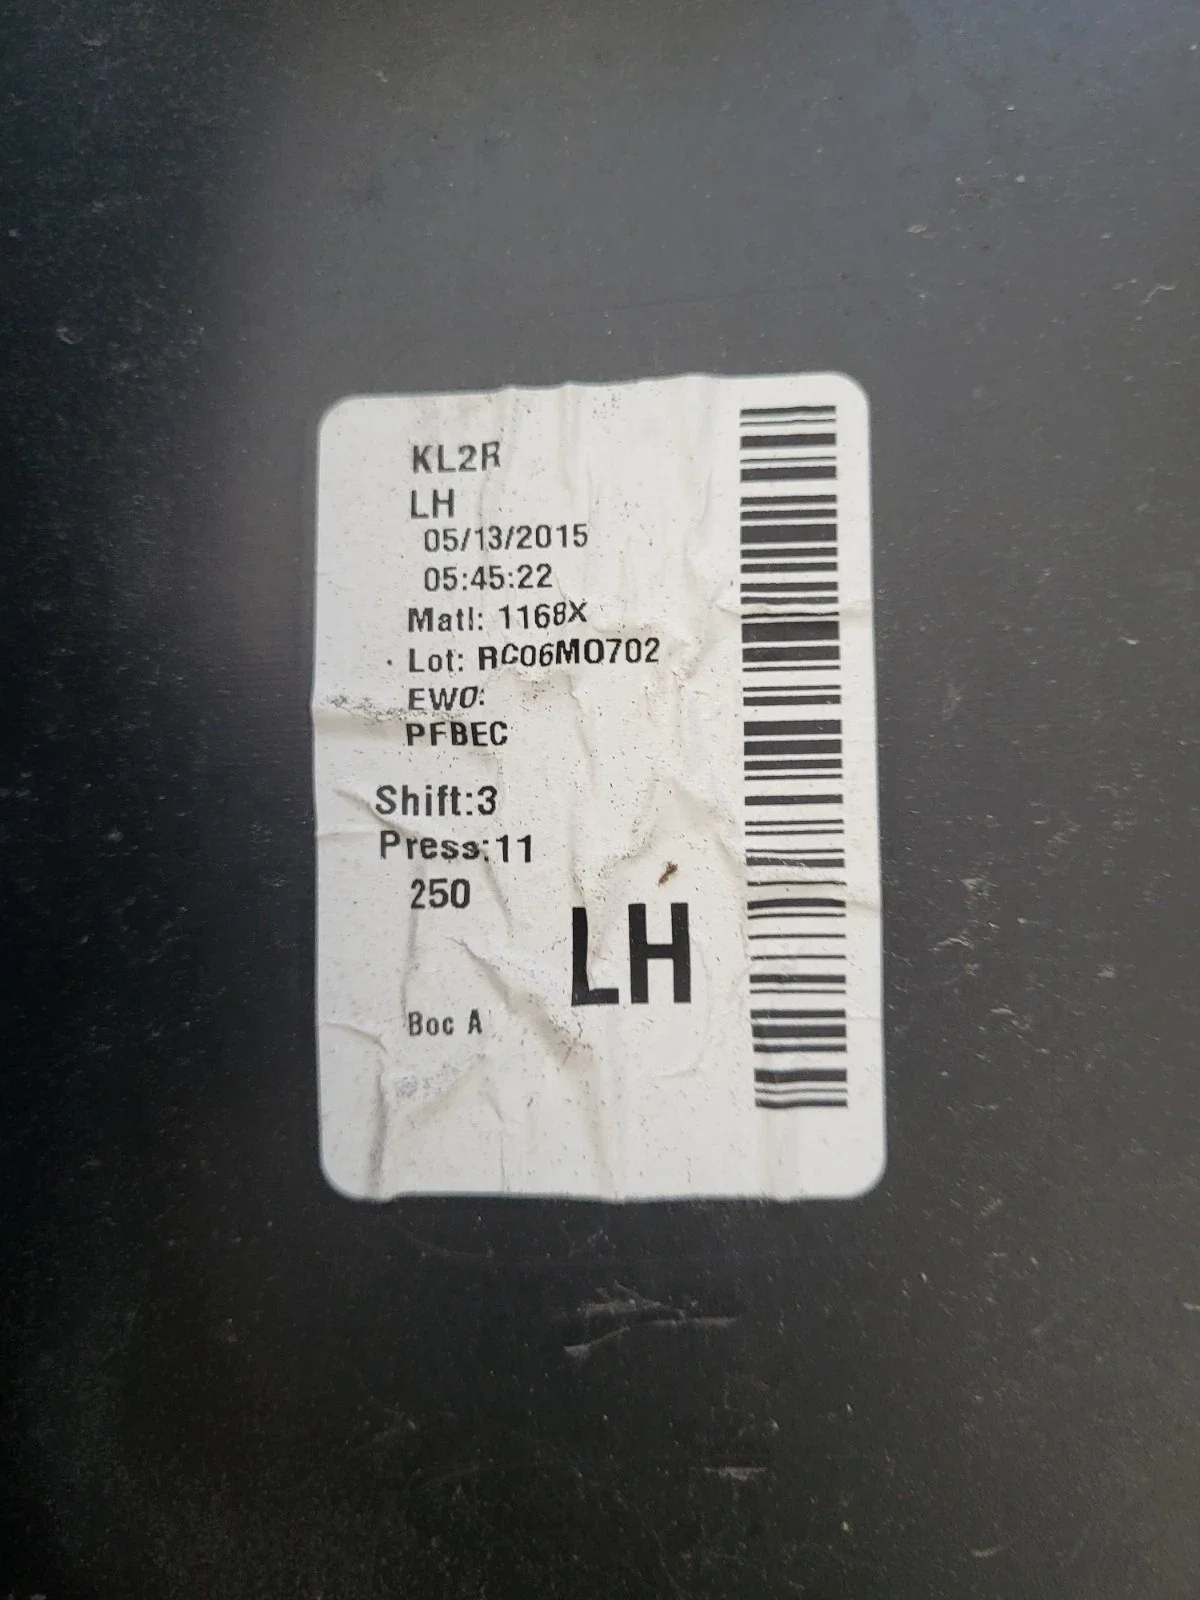 KL2R
LH
05/13/2015
05:45:22
Matl: 1168X
Lot: RC06MO702
EWO:
PFBEC
Shift:3
Press:11
250
LH
Boc A